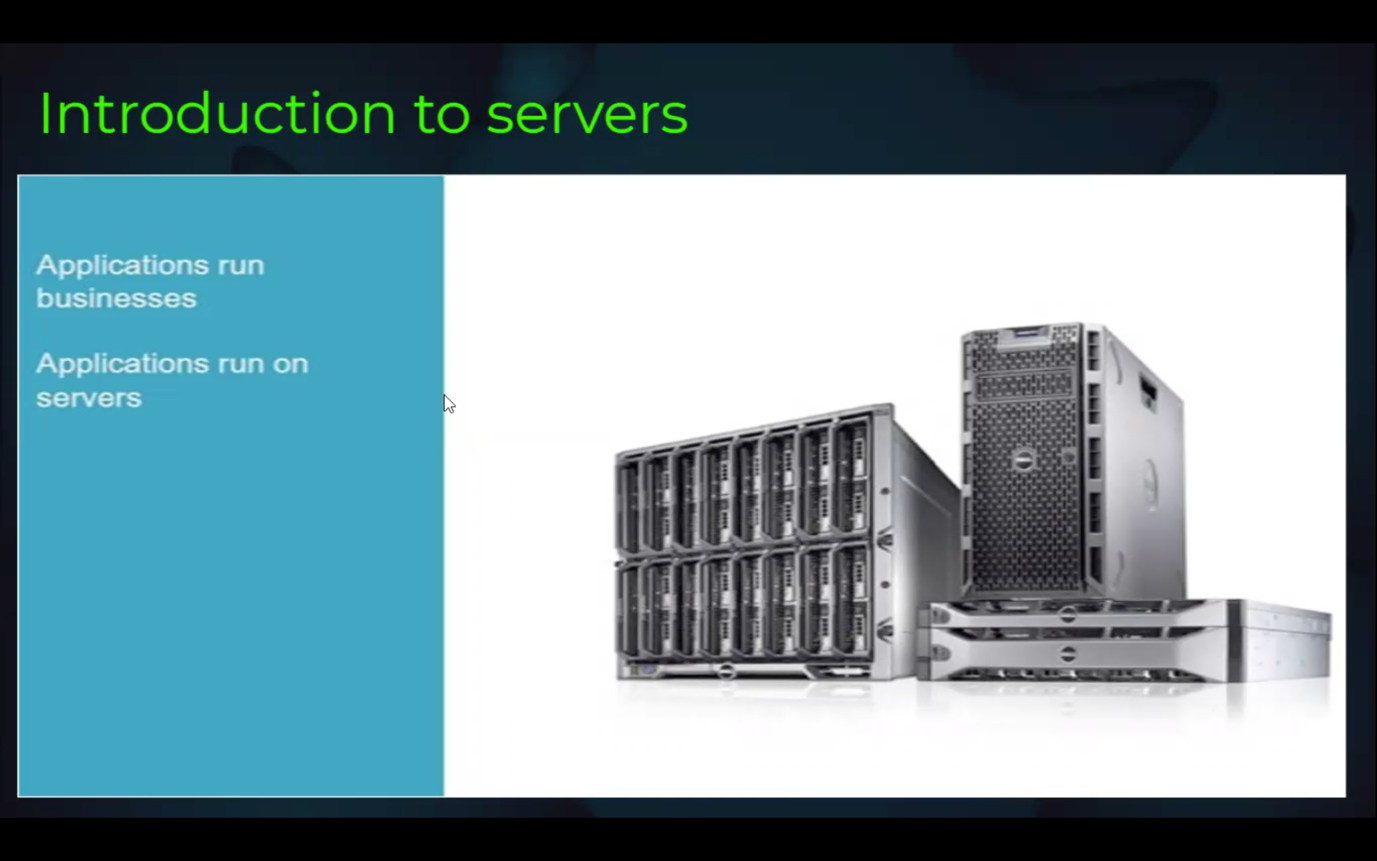 Introduction to servers
Applications run
businesses
Applications run on
servers